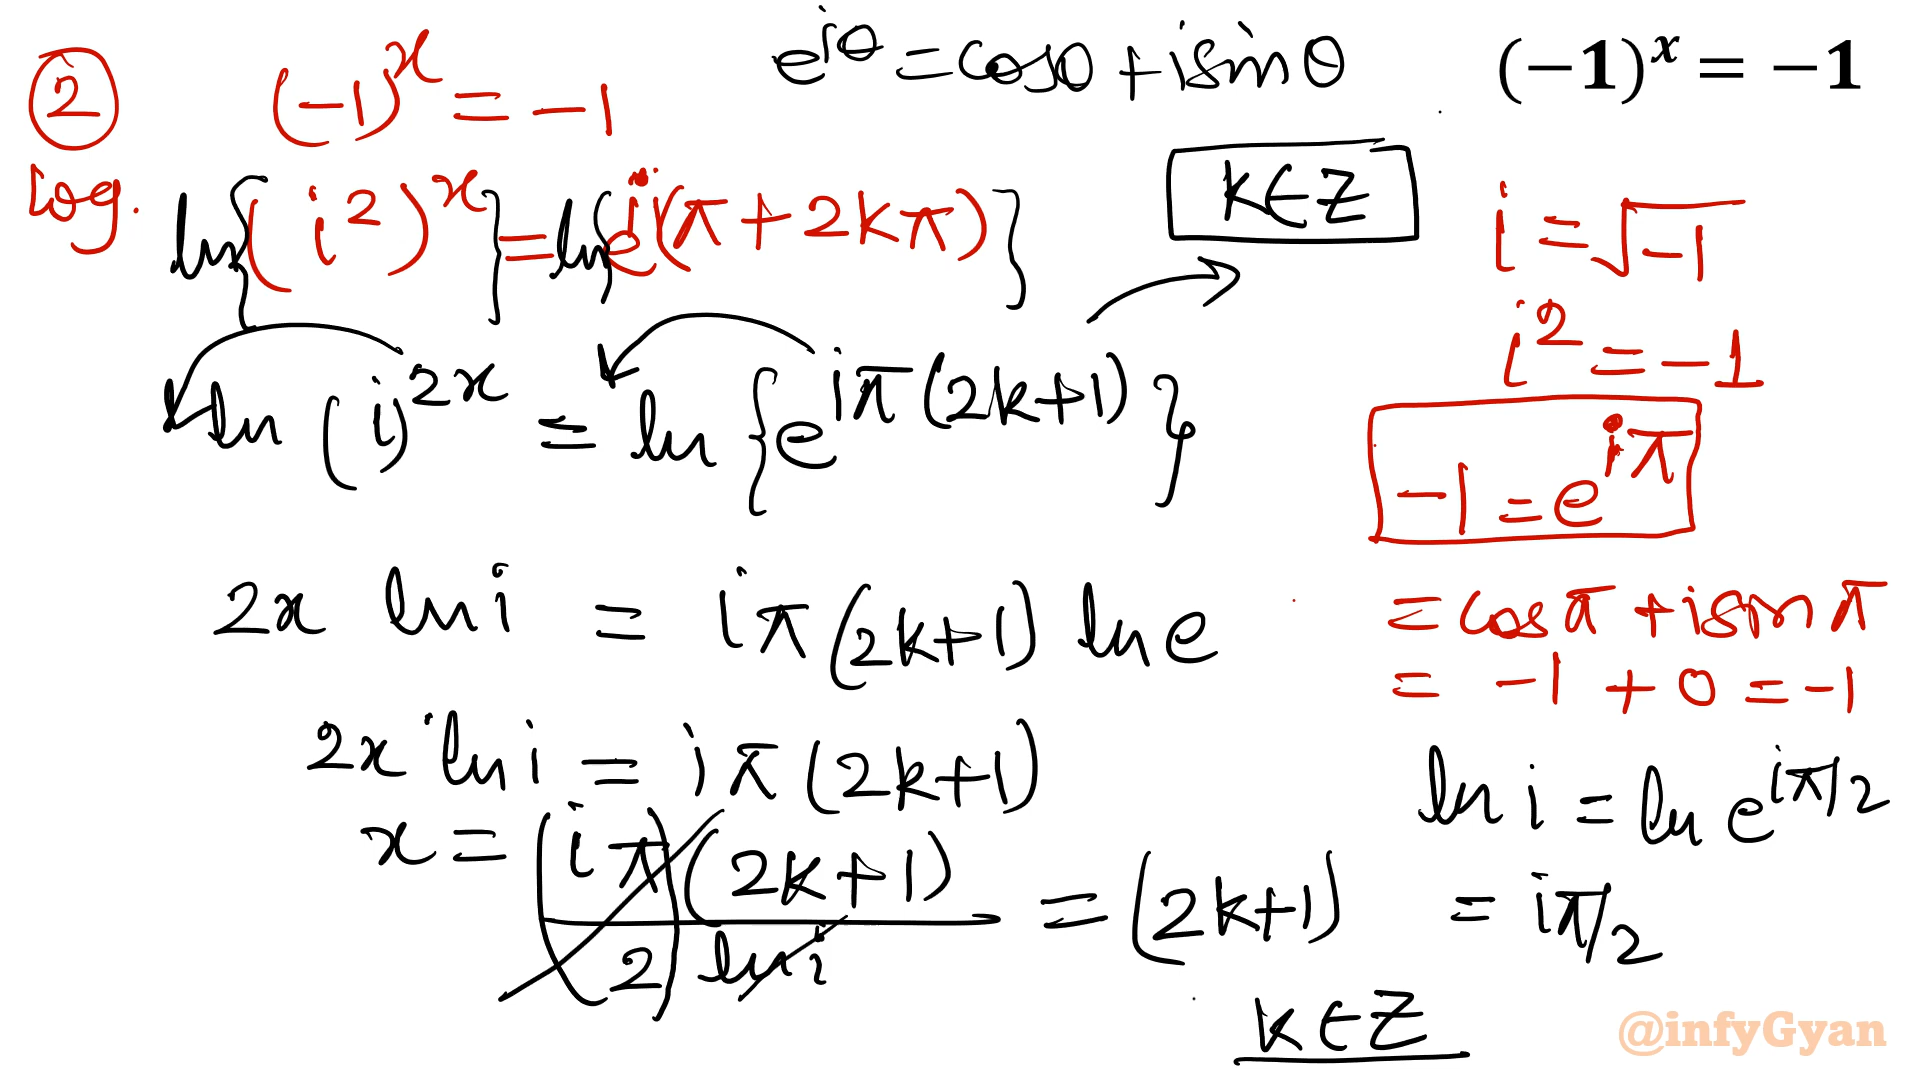 ② (-1)^x = -1
e^{iθ} = cosθ + i sinθ
(−1)^x = −1
log.
ln{(i²)^x} = ln{e^{i(π+2kπ)}}
k∈Z
i = √-1
i² = -1
ln (i)^{2x} = ln {e^{iπ(2k+1)}}
-1 = e^{iπ}
2x ln i = iπ(2k+1) ln e
= cosπ + i sinπ
= -1 + 0 = -1
2x ln i = iπ(2k+1)
ln i = ln e^{iπ/2}
x = (iπ)(2k+1) / 2 ln i = (2k+1)
= iπ/2
k∈Z
@infyGyan